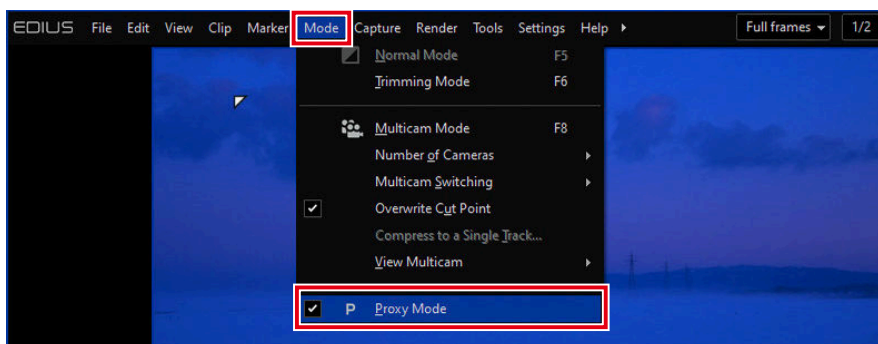 EDIUS File Edit View Clip Marker Mode Capture Render Tools Settings Help Full frames 1/2
Normal Mode F5
Trimming Mode F6
Multicam Mode F8
Number of Cameras
Multicam Switching
Overwrite Cut Point
Compress to a Single Track...
View Multicam
P Proxy Mode